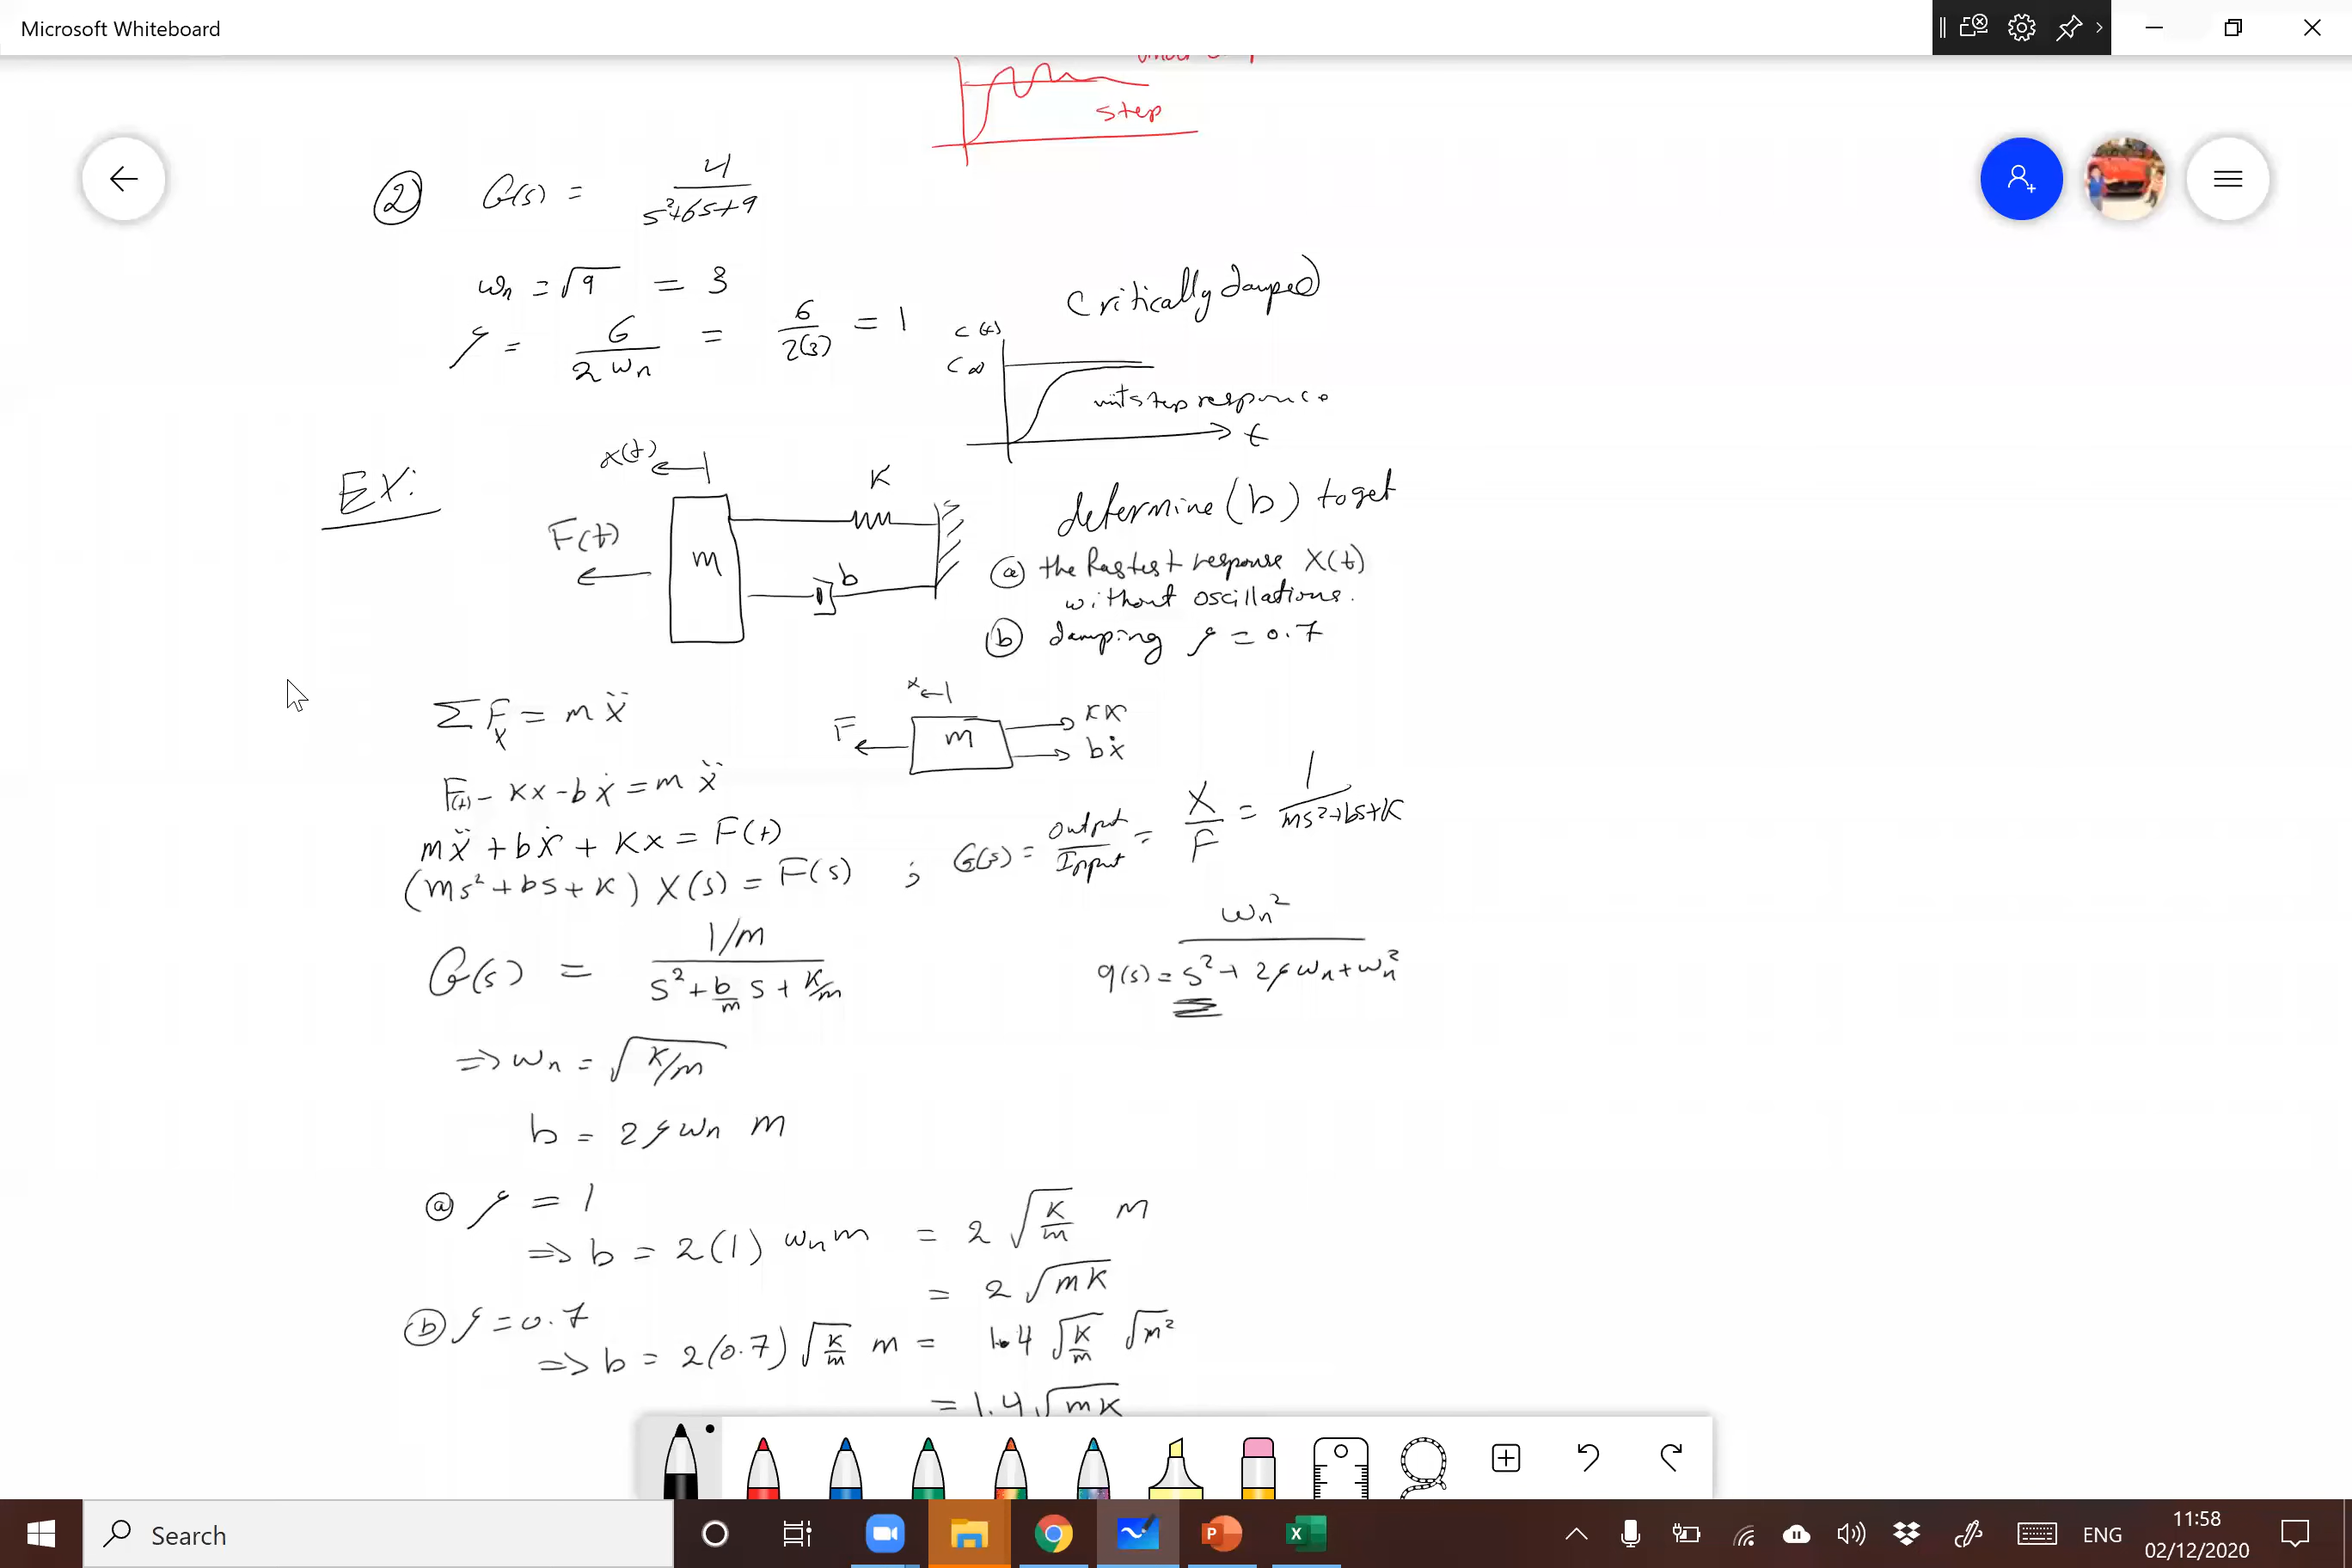 Microsoft Whiteboard
step
② G(s) = 4 / s²+6s+9
ωn = √9 = 3
ζ = 6 / 2 ωn = 6 / 2(3) = 1
Critically damped
c(t)
c∞
unit step response
t
EX:
x(t)
K
F(t)
m
b
determine (b) to get
ⓐ the fastest response X(t)
without oscillations.
ⓑ damping ζ = 0.7
ΣFx = mẍ
x
F
m
kx
bẋ
F(t) - Kx - bẋ = mẍ
mẍ + bẋ + Kx = F(t)
(ms² + bs + K) X(s) = F(s) ; G(s) = Output / Input = X / F = 1 / ms²+bs+K
G(s) = 1/m / s² + b/m s + K/m
ωn²
q(s) = s² + 2ζωn + ωn²
=> ωn = √K/m
b = 2ζωn m
ⓐ ζ = 1
=> b = 2(1) ωn m = 2 √K/m m
= 2 √mK
ⓑ ζ = 0.7
=> b = 2(0.7) √K/m m = 1.4 √K/m √m²
= 1.4 √mK
Search
P
X
ENG
11:58
02/12/2020